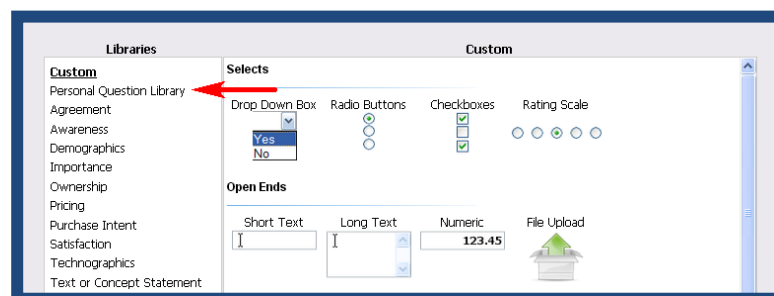 Libraries
Custom
Personal Question Library
Agreement
Awareness
Demographics
Importance
Ownership
Pricing
Purchase Intent
Satisfaction
Technographics
Text or Concept Statement
Custom
Selects
Drop Down Box Radio Buttons Checkboxes Rating Scale
Yes
No
Open Ends
Short Text Long Text Numeric File Upload
123.45